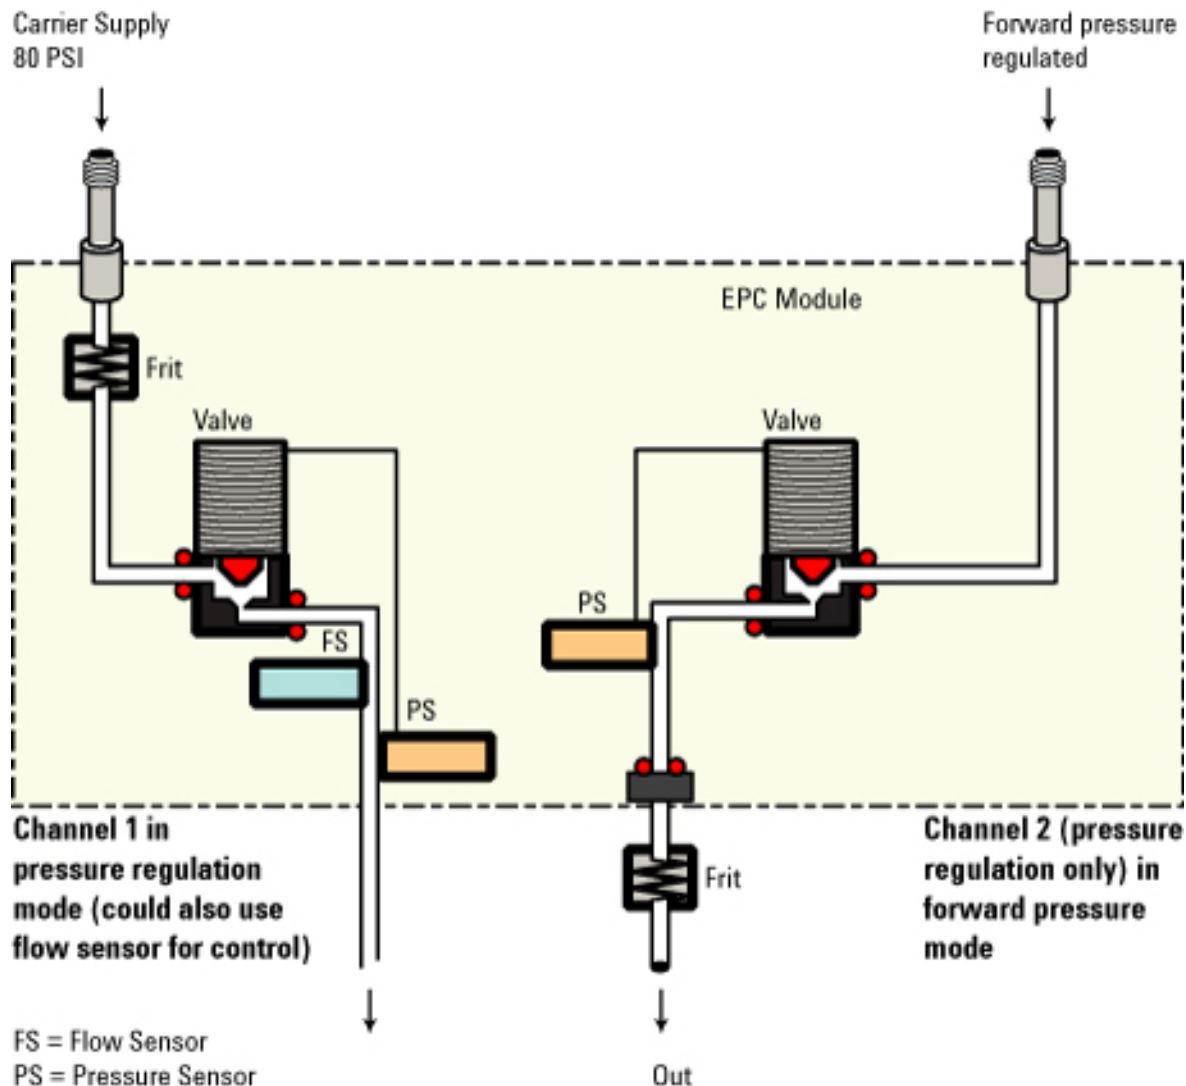 Carrier Supply
80 PSI
Forward pressure
regulated
EPC Module
Frit
Valve
Valve
PS
FS
PS
Channel 1 in
pressure regulation
mode (could also use
flow sensor for control)
Channel 2 (pressure
regulation only) in
forward pressure
mode
Frit
FS = Flow Sensor
PS = Pressure Sensor
Out